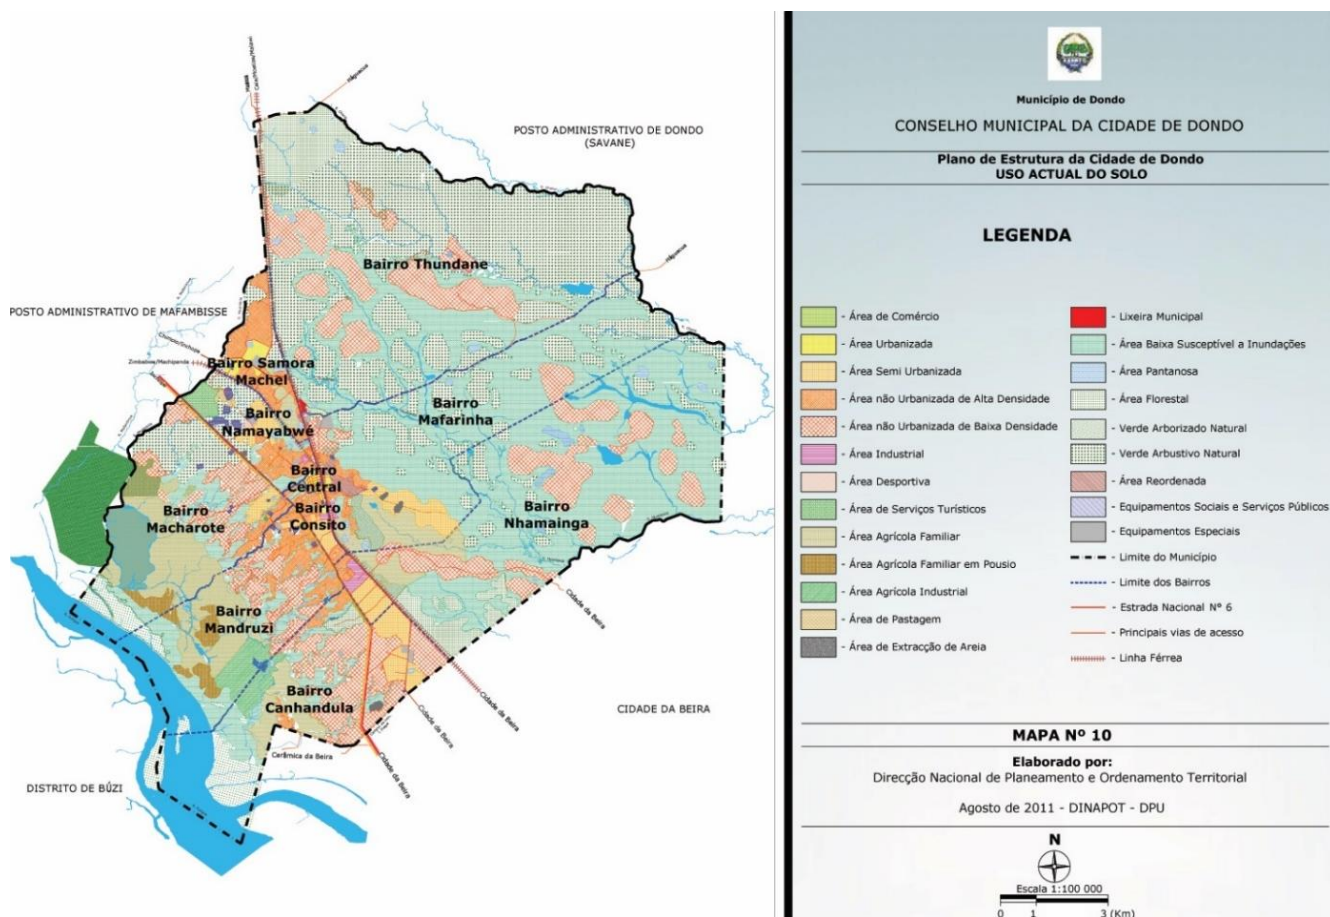 POSTO ADMINISTRATIVO DE DONDO
(SAVANE)
Bairro Thundane
POSTO ADMINISTRATIVO DE MAFAMBISSE
Bairro Samora
Machel
Bairro
Namayabwé
Bairro
Mafarinha
Bairro
Central
Bairro
Consito
Bairro
Macharote
Bairro
Nhamainga
Bairro
Mandruzi
Bairro
Canhandula
Cidade da Beira
Cidade da Beira
Cidade da Beira
Cidade da Beira
Cerâmica da Beira
CIDADE DA BEIRA
DISTRITO DE BÚZI
Município de Dondo
CONSELHO MUNICIPAL DA CIDADE DE DONDO
Plano de Estrutura da Cidade de Dondo
USO ACTUAL DO SOLO
LEGENDA
- Área de Comércio
- Área Urbanizada
- Área Semi Urbanizada
- Área não Urbanizada de Alta Densidade
- Área não Urbanizada de Baixa Densidade
- Área Industrial
- Área Desportiva
- Área de Serviços Turísticos
- Área Agrícola Familiar
- Área Agrícola Familiar em Pousio
- Área Agrícola Industrial
- Área de Pastagem
- Área de Extracção de Areia
- Lixeira Municipal
- Área Baixa Susceptível a Inundações
- Área Pantanosa
- Área Florestal
- Verde Arborizado Natural
- Verde Arbustivo Natural
- Área Reordenada
- Equipamentos Sociais e Serviços Públicos
- Equipamentos Especiais
- Limite do Município
- Limite dos Bairros
- Estrada Nacional Nº 6
- Principais vias de acesso
- Linha Férrea
MAPA Nº 10
Elaborado por:
Direcção Nacional de Planeamento e Ordenamento Territorial
Agosto de 2011 - DINAPOT - DPU
N
Escala 1:100 000
0 1 3 (Km)